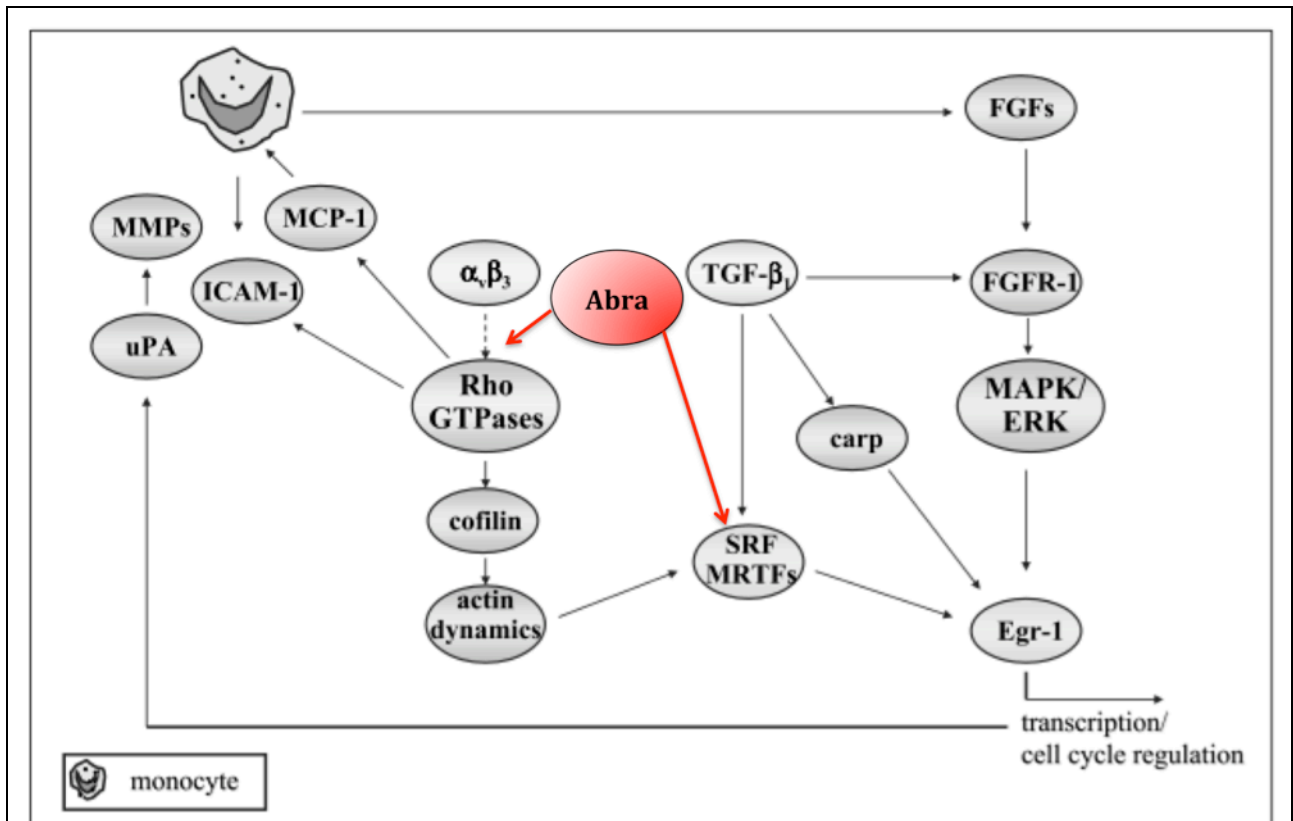 FGFs
MMPs
MCP-1
ICAM-1
αvβ3
Abra
TGF-β1
FGFR-1
uPA
Rho
GTPases
MAPK/
ERK
carp
cofilin
SRF
MRTFs
actin
dynamics
Egr-1
transcription/
cell cycle regulation
monocyte